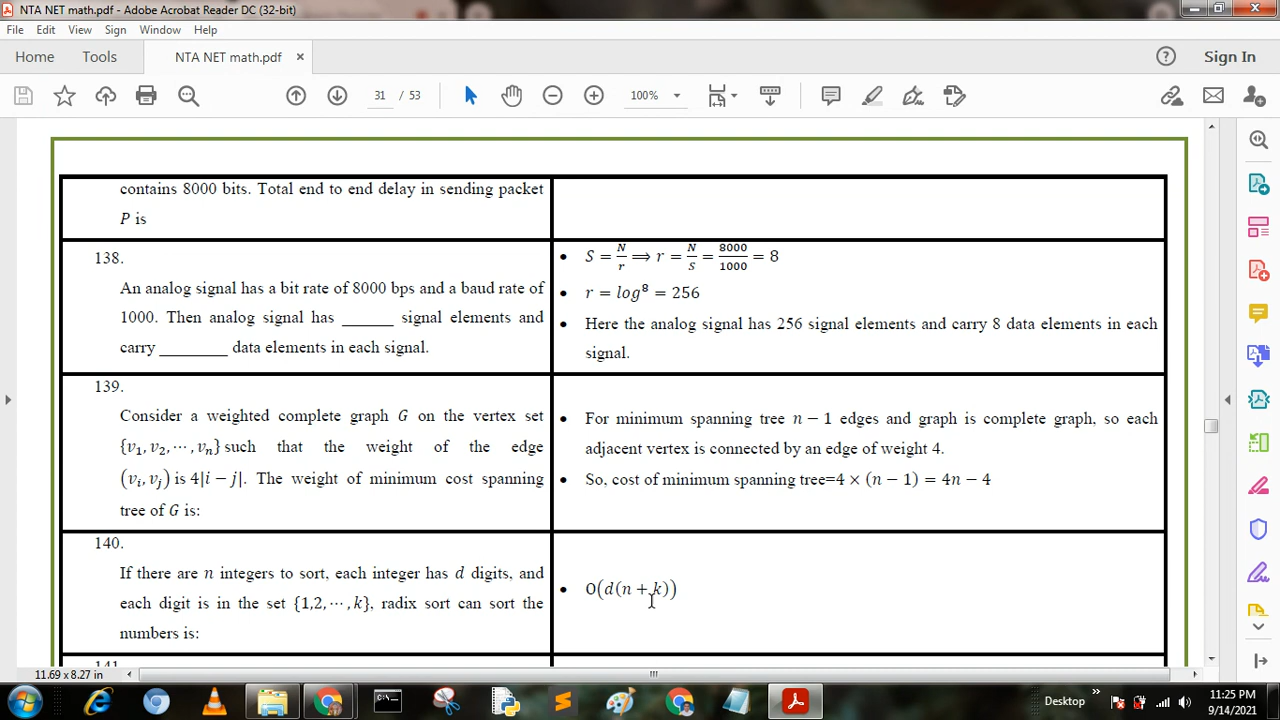 NTA NET math.pdf - Adobe Acrobat Reader DC (32-bit)
File Edit View Sign Window Help
Home Tools NTA NET math.pdf × Sign In
31 / 53 100%
contains 8000 bits. Total end to end delay in sending packet
P is
138.
An analog signal has a bit rate of 8000 bps and a baud rate of
1000. Then analog signal has ______ signal elements and
carry ________ data elements in each signal.
• S = N/r ⟹ r = N/S = 8000/1000 = 8
• r = log⁸ = 256
• Here the analog signal has 256 signal elements and carry 8 data elements in each
signal.
139.
Consider a weighted complete graph G on the vertex set
{v₁, v₂, ⋯, vₙ} such that the weight of the edge
(vᵢ, vⱼ) is 4|i − j|. The weight of minimum cost spanning
tree of G is:
• For minimum spanning tree n − 1 edges and graph is complete graph, so each
adjacent vertex is connected by an edge of weight 4.
• So, cost of minimum spanning tree=4 × (n − 1) = 4n − 4
140.
If there are n integers to sort, each integer has d digits, and
each digit is in the set {1,2, ⋯, k}, radix sort can sort the
numbers is:
• O(d(n + k))
141
11.69 x 8.27 in
Desktop 11:25 PM
9/14/2021